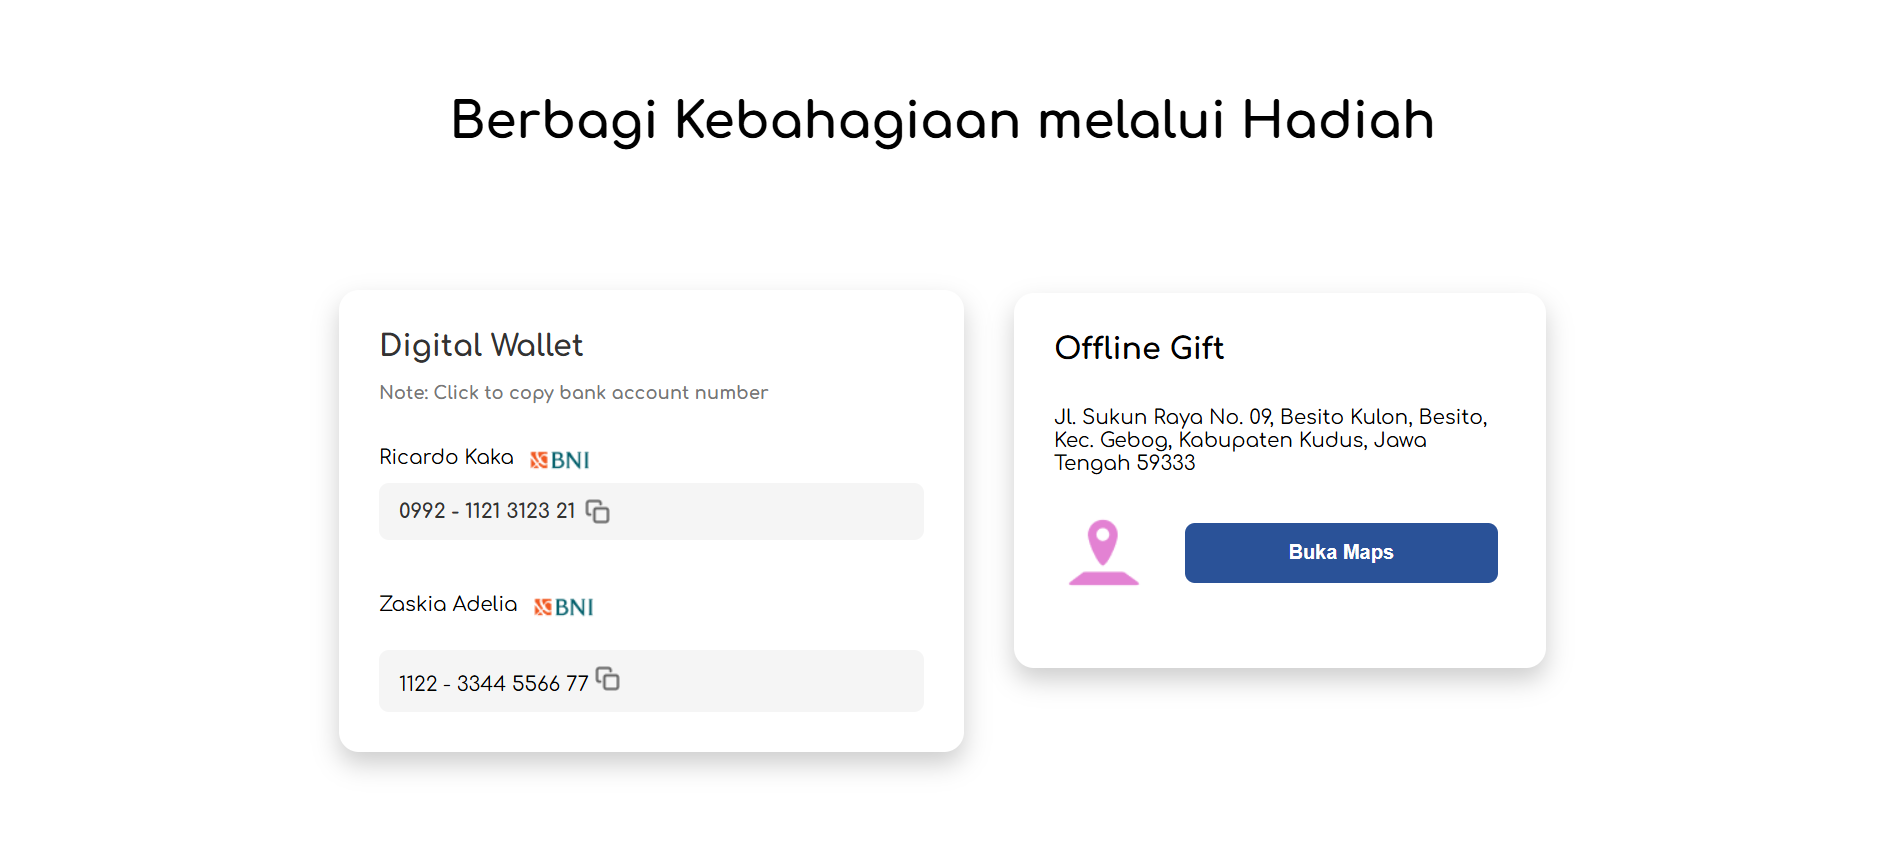 Berbagi Kebahagiaan melalui Hadiah
Digital Wallet
Note: Click to copy bank account number
Ricardo Kaka BNI
0992 - 1121 3123 21
Zaskia Adelia BNI
1122 - 3344 5566 77
Offline Gift
Jl. Sukun Raya No. 09, Besito Kulon, Besito,
Kec. Gebog, Kabupaten Kudus, Jawa
Tengah 59333
Buka Maps